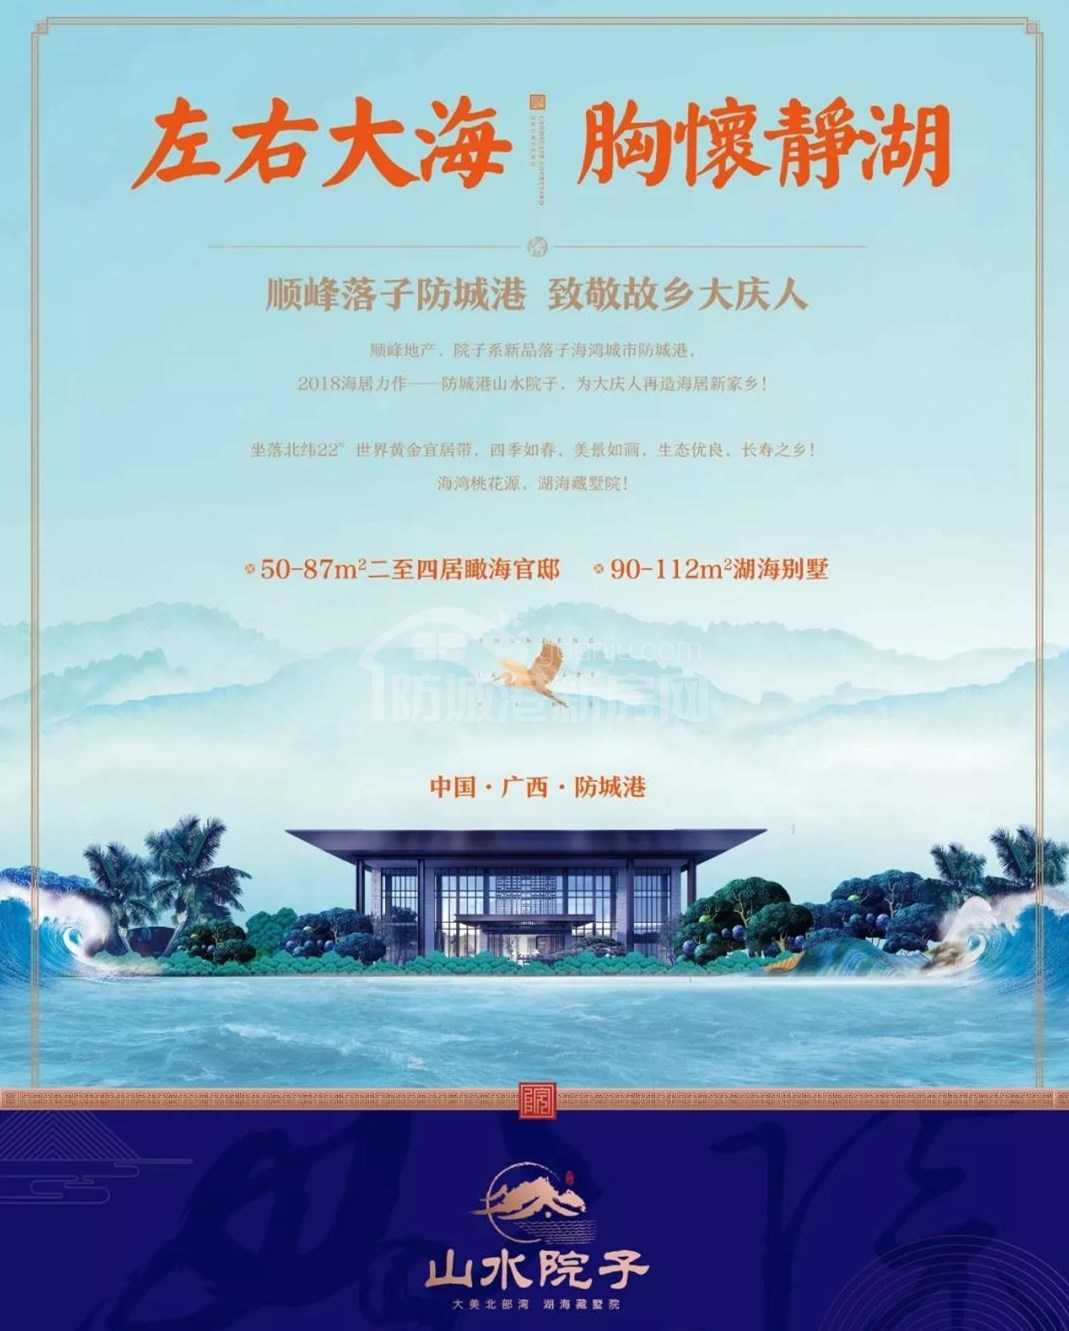 左右大海 胸懷靜湖
顺峰落子防城港 致敬故乡大庆人
顺峰地产，院子系新品落子海湾城市防城港，
2018海居力作——防城港山水院子，为大庆人再造海居新家乡！
坐落北纬22°世界黄金宜居带，四季如春，美景如画，生态优良，长寿之乡！
海湾桃花源，湖海藏墅院！
50-87m²二至四居瞰海官邸 90-112m²湖海别墅
防城港新房网
中国·广西·防城港
山水院子
大美北部湾 湖海藏墅院